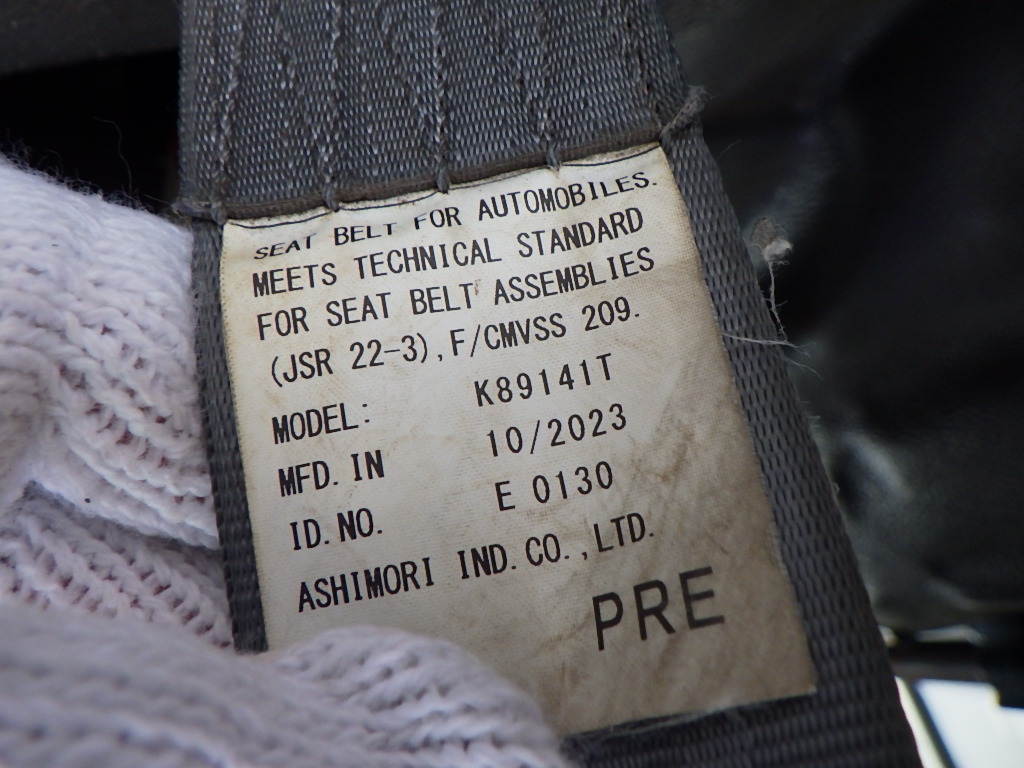 SEAT BELT FOR AUTOMOBILES.
MEETS TECHNICAL STANDARD
FOR SEAT BELT ASSEMBLIES
(JSR 22-3), F/CMVSS 209.
MODEL: K89141T
MFD. IN 10/2023
ID. NO. E 0130
ASHIMORI IND. CO., LTD.
PRE